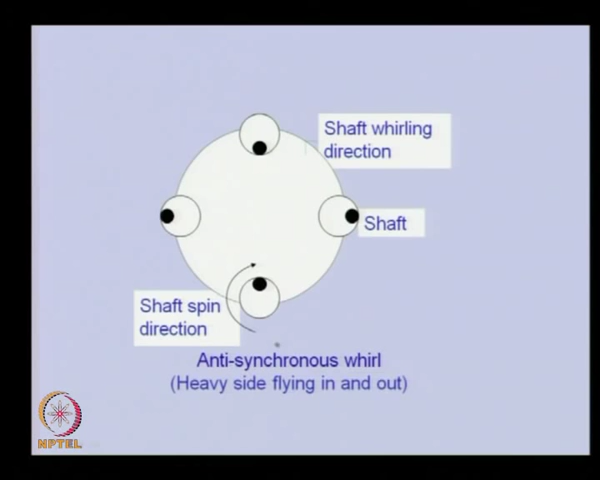 Shaft whirling
direction
Shaft
Shaft spin
direction
Anti-synchronous whirl
(Heavy side flying in and out)
NPTEL